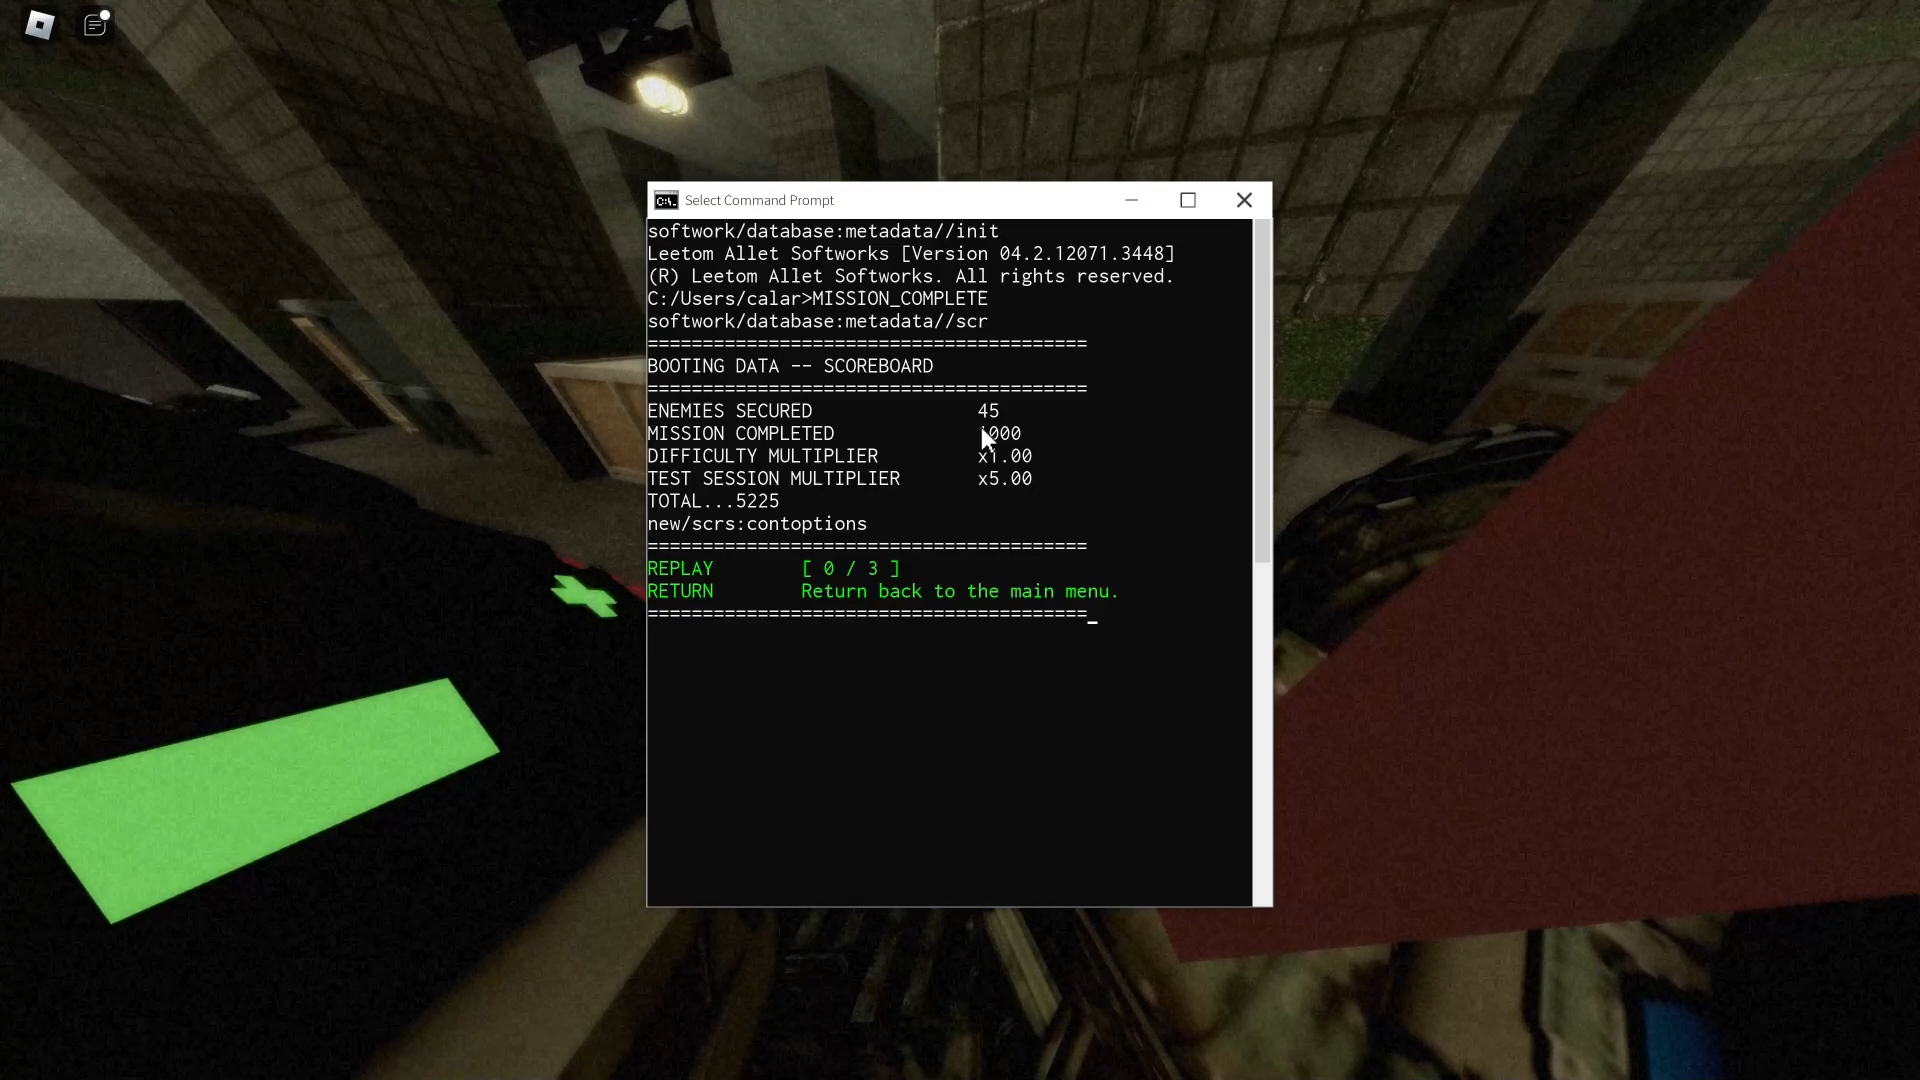 Select Command Prompt
softwork/database:metadata//init
Leetom Allet Softworks [Version 04.2.12071.3448]
(R) Leetom Allet Softworks. All rights reserved.
C:/Users/calar>MISSION_COMPLETE
softwork/database:metadata//scr
========================================
BOOTING DATA -- SCOREBOARD
========================================
ENEMIES SECURED 45
MISSION COMPLETED 1000
DIFFICULTY MULTIPLIER x1.00
TEST SESSION MULTIPLIER x5.00
TOTAL...5225
new/scrs:contoptions
========================================
REPLAY [ 0 / 3 ]
RETURN Return back to the main menu.
========================================_